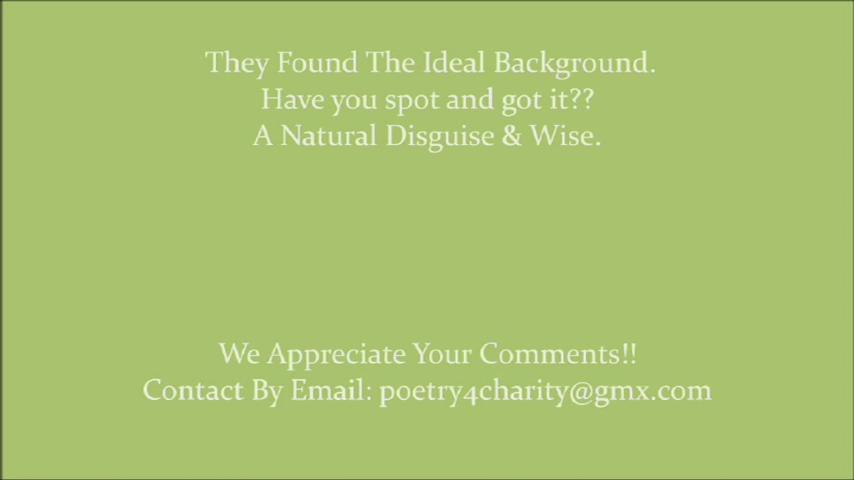 They Found The Ideal Background.
Have you spot and got it??
A Natural Disguise & Wise.
We Appreciate Your Comments!!
Contact By Email: poetry4charity@gmx.com